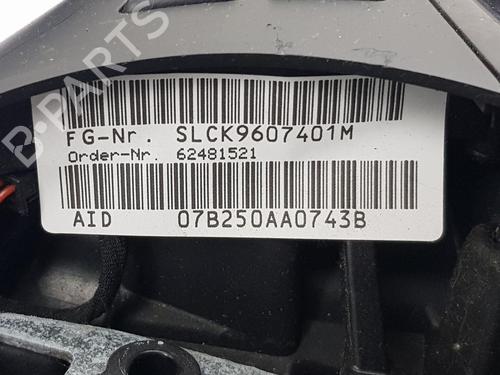 B-PARTS
FG-Nr. SLCK9607401M
Order-Nr. 62481521
AID 07B250AA0743B